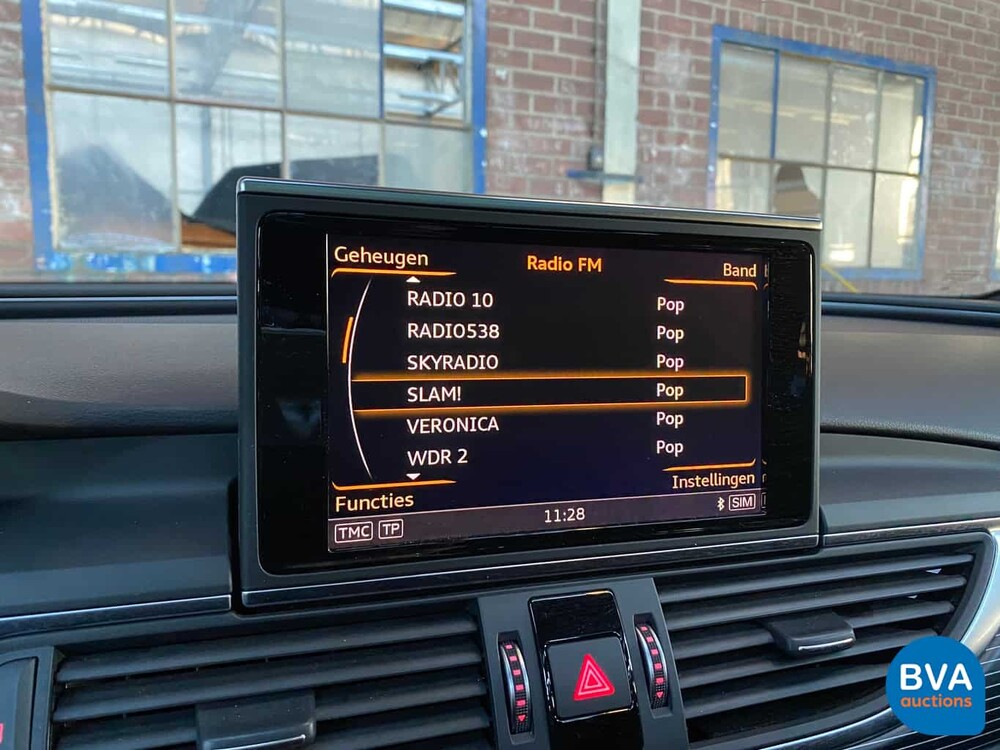 Geheugen
Radio FM
Band
RADIO 10 Pop
RADIO538 Pop
SKYRADIO Pop
SLAM! Pop
VERONICA Pop
WDR 2 Pop
Functies
Instellingen
TMC TP
11:28
SIM
BVA
auctions